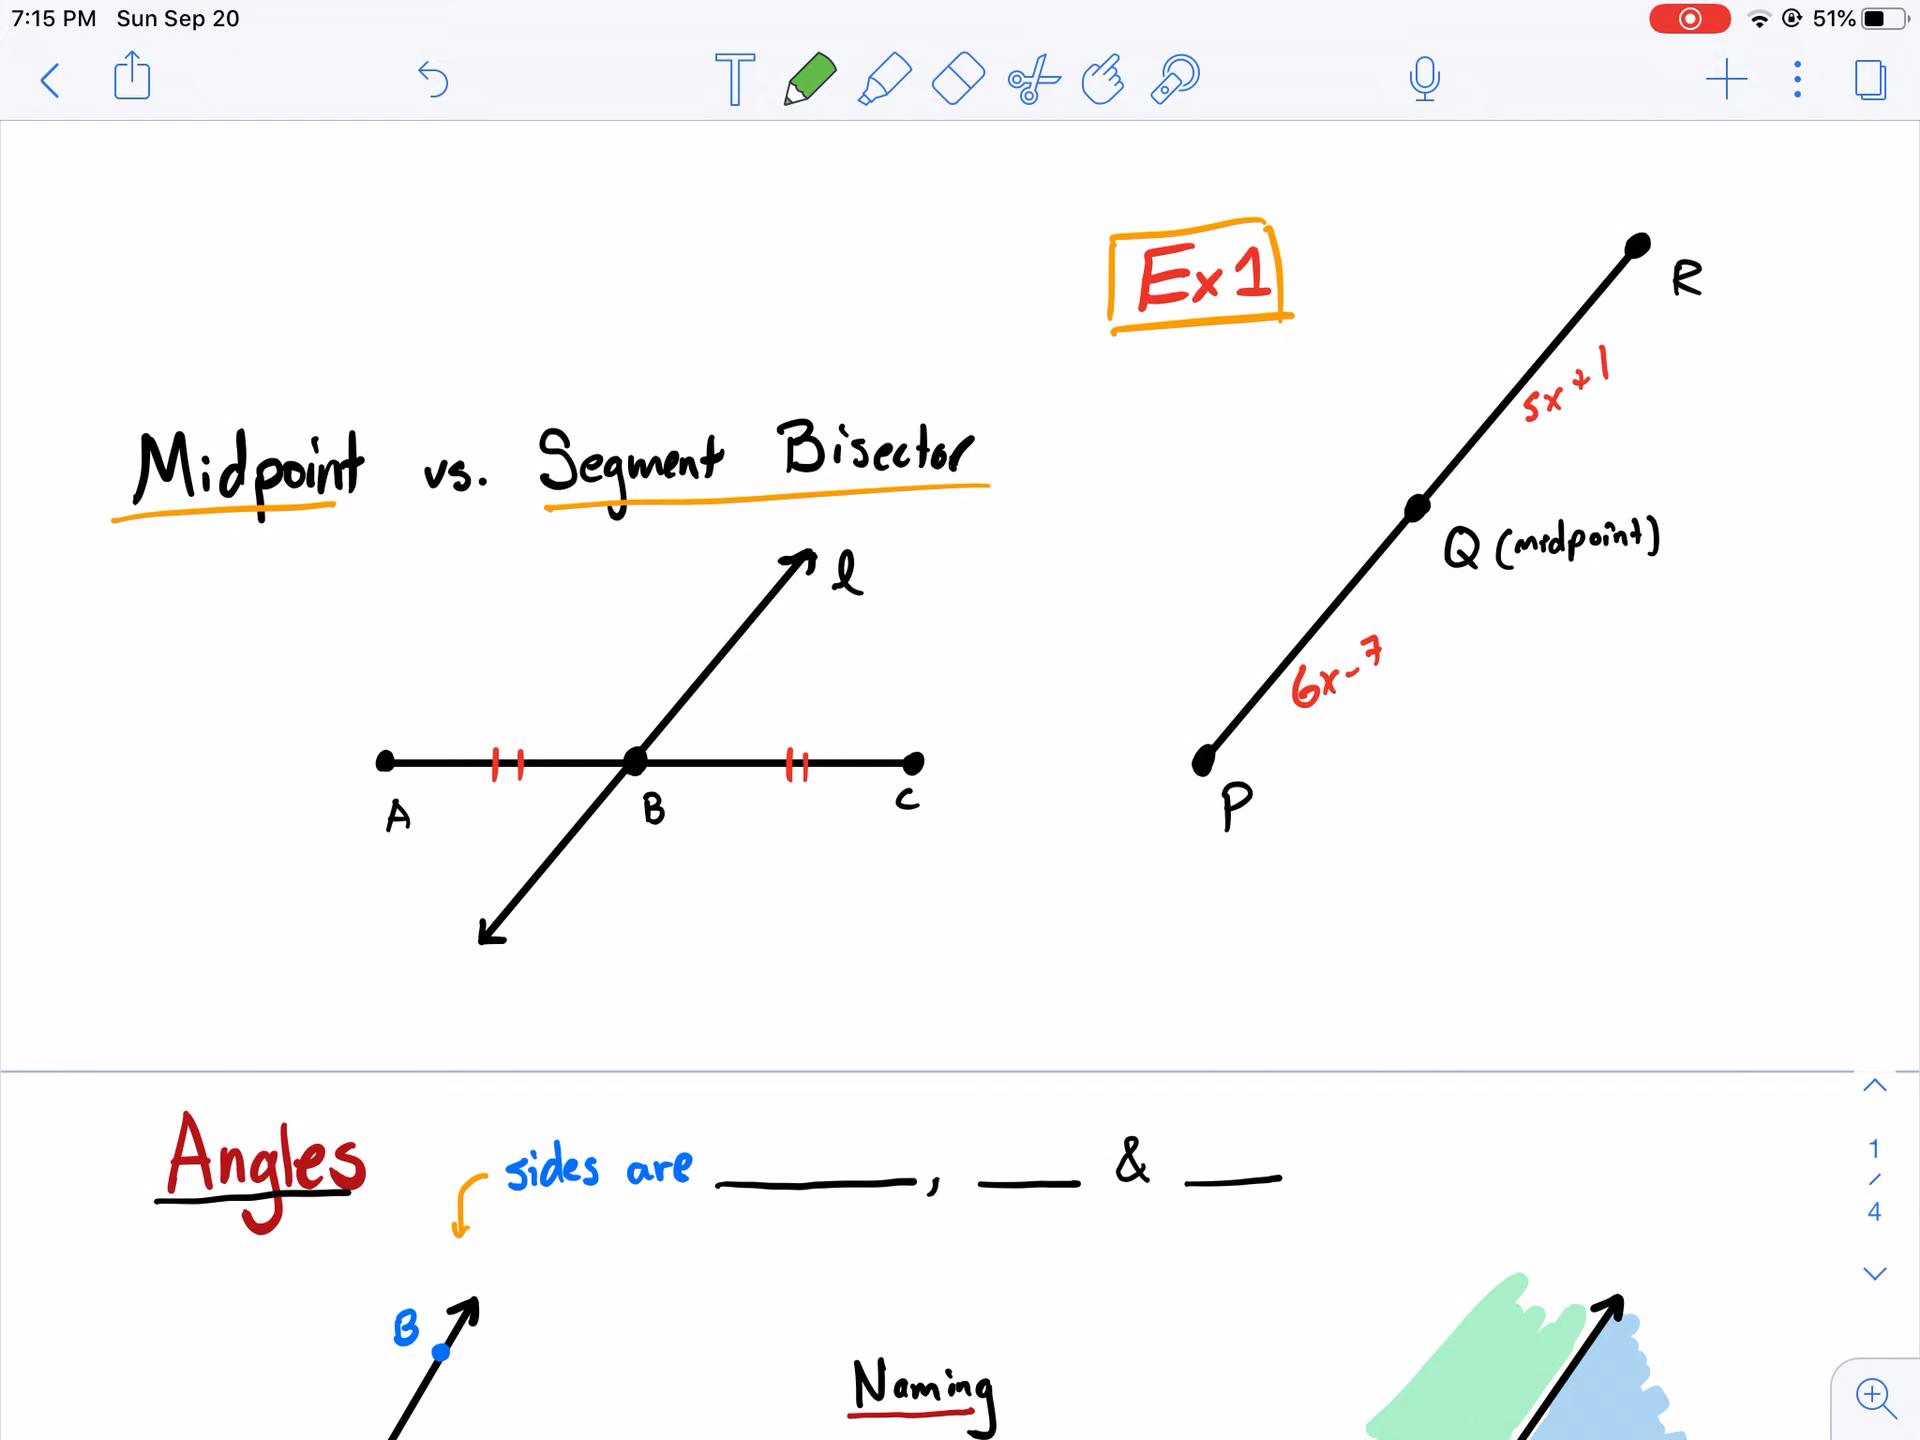 7:15 PM Sun Sep 20
51%
Ex 1
R
5x + 1
Midpoint vs. Segment Bisector
Q (midpoint)
l
6x - 7
A B C
P
Angles
sides are ________, ____ & ____
1
/
4
B
Naming